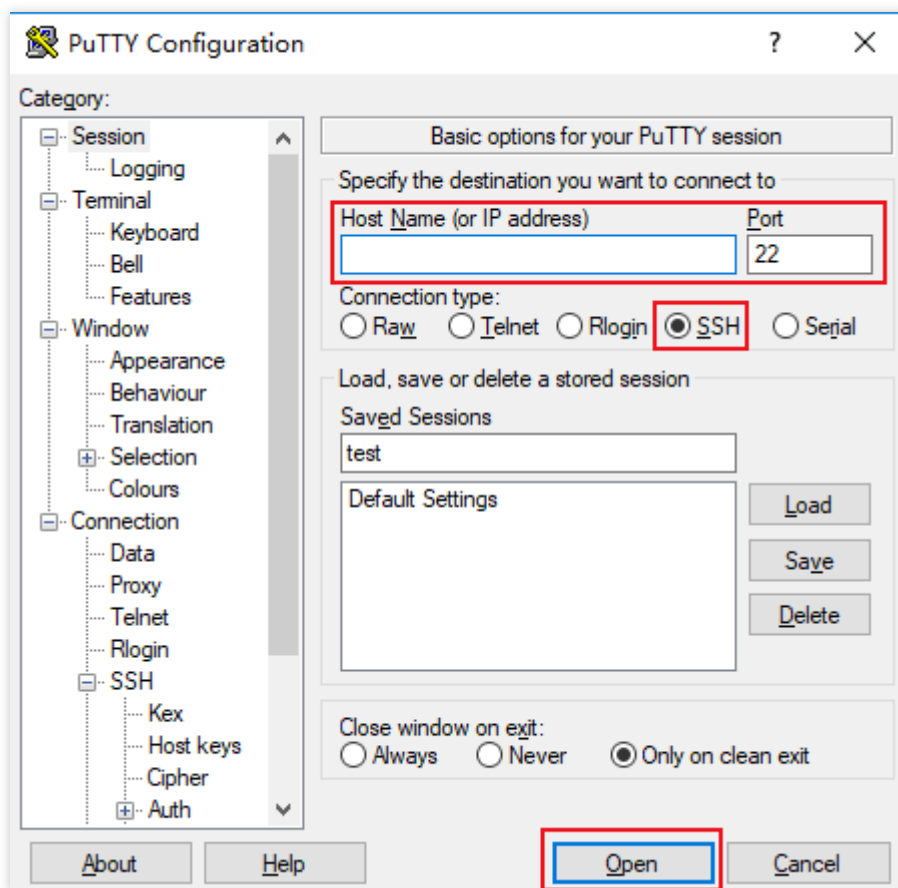 PuTTY Configuration
?
Category:
Session
Logging
Terminal
Keyboard
Bell
Features
Window
Appearance
Behaviour
Translation
Selection
Colours
Connection
Data
Proxy
Telnet
Rlogin
SSH
Kex
Host keys
Cipher
Auth
Basic options for your PuTTY session
Specify the destination you want to connect to
Host Name (or IP address) Port
22
Connection type:
Raw Telnet Rlogin SSH Serial
Load, save or delete a stored session
Saved Sessions
test
Default Settings
Load
Save
Delete
Close window on exit:
Always Never Only on clean exit
About Help Open Cancel